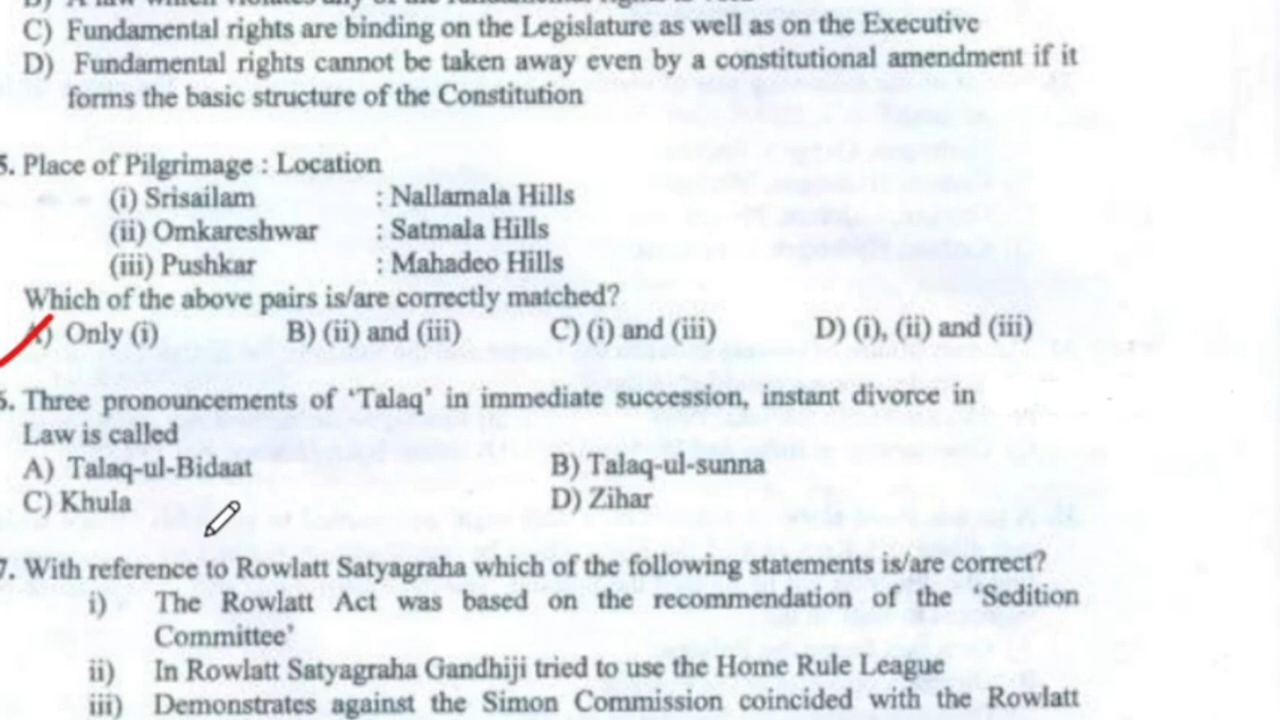 C) Fundamental rights are binding on the Legislature as well as on the Executive
D) Fundamental rights cannot be taken away even by a constitutional amendment if it
forms the basic structure of the Constitution
5. Place of Pilgrimage : Location
(i) Srisailam : Nallamala Hills
(ii) Omkareshwar : Satmala Hills
(iii) Pushkar : Mahadeo Hills
Which of the above pairs is/are correctly matched?
A) Only (i) B) (ii) and (iii) C) (i) and (iii) D) (i), (ii) and (iii)
6. Three pronouncements of ‘Talaq’ in immediate succession, instant divorce in
Law is called
A) Talaq-ul-Bidaat B) Talaq-ul-sunna
C) Khula D) Zihar
7. With reference to Rowlatt Satyagraha which of the following statements is/are correct?
i) The Rowlatt Act was based on the recommendation of the ‘Sedition
Committee’
ii) In Rowlatt Satyagraha Gandhiji tried to use the Home Rule League
iii) Demonstrates against the Simon Commission coincided with the Rowlatt